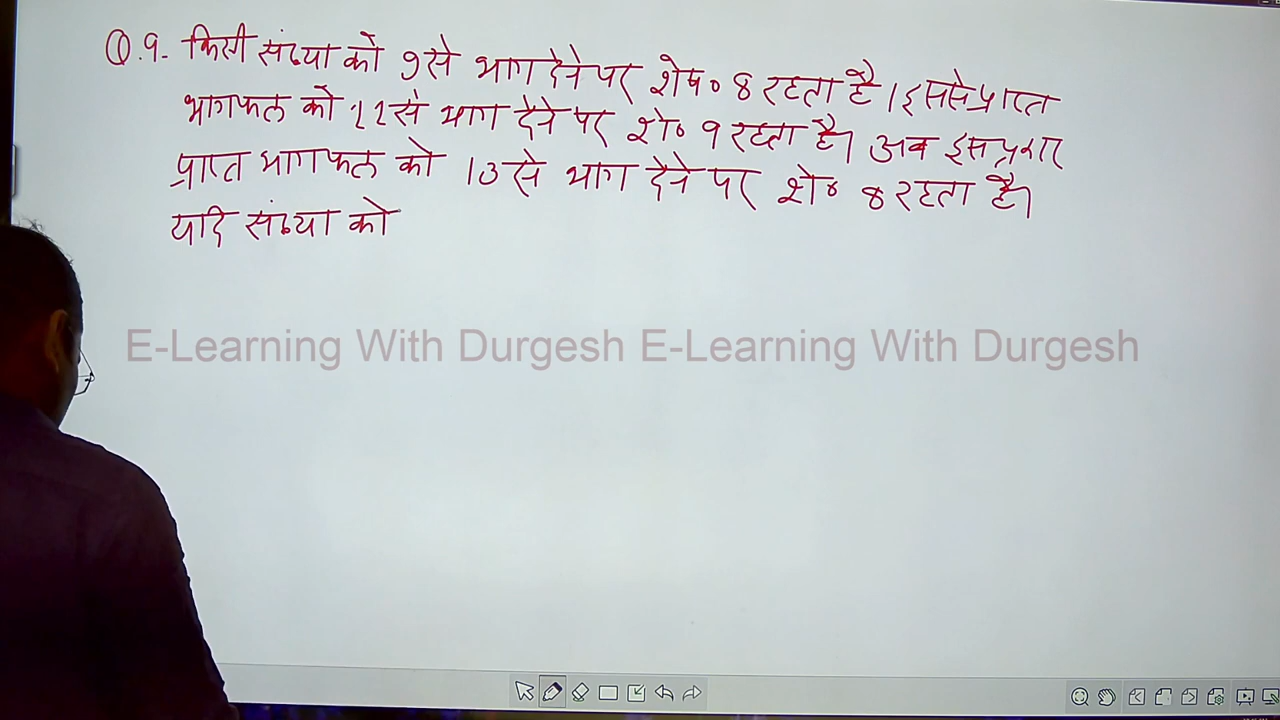 Q.9. किसी संख्या को 9 से भाग देने पर शेष० 8 रहता है। इससे प्राप्त
भागफल को 11 से भाग देने पर शे० 9 रहता है। अब इस प्रकार
प्राप्त भागफल को 13 से भाग देने पर शे० 8 रहता है।
यदि संख्या को
E-Learning With Durgesh E-Learning With Durgesh